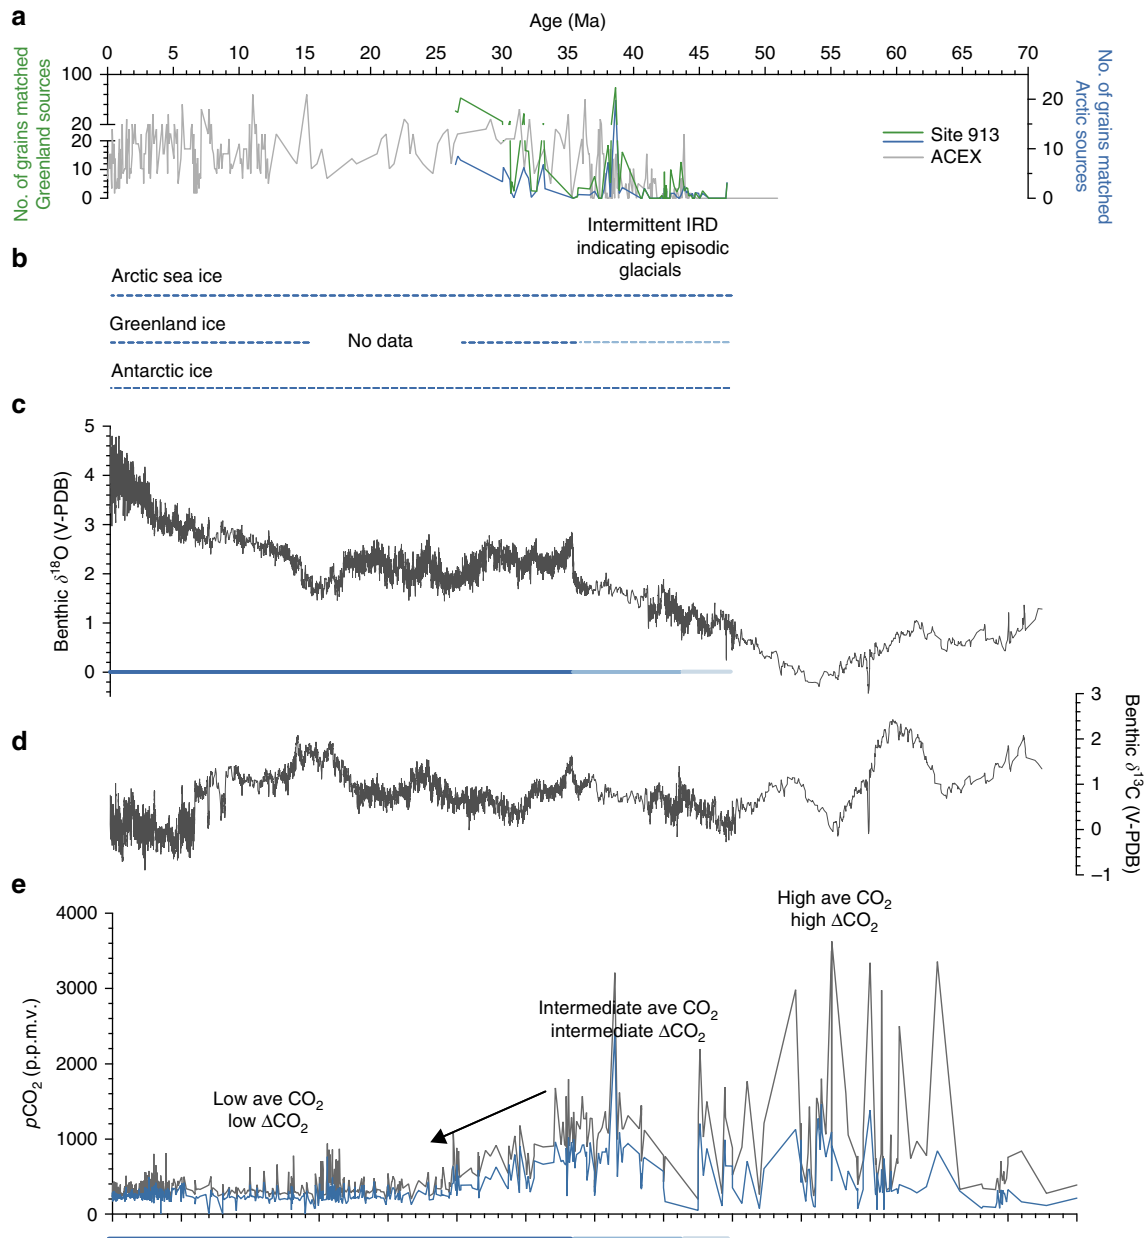 a
Age (Ma)
0 5 10 15 20 25 30 35 40 45 50 55 60 65 70
No. of grains matched
Greenland sources
100
20
20
10
0
20
10
0
No. of grains matched
Arctic sources
Site 913
ACEX
Intermittent IRD
indicating episodic
glacials
b
Arctic sea ice
Greenland ice
No data
Antarctic ice
c
5
4
3
2
1
0
Benthic δ18O (V-PDB)
d
3
2
1
0
–1
Benthic δ13C (V-PDB)
e
4000
3000
2000
1000
0
pCO2 (p.p.m.v.)
High ave CO2
high ΔCO2
Intermediate ave CO2
intermediate ΔCO2
Low ave CO2
low ΔCO2